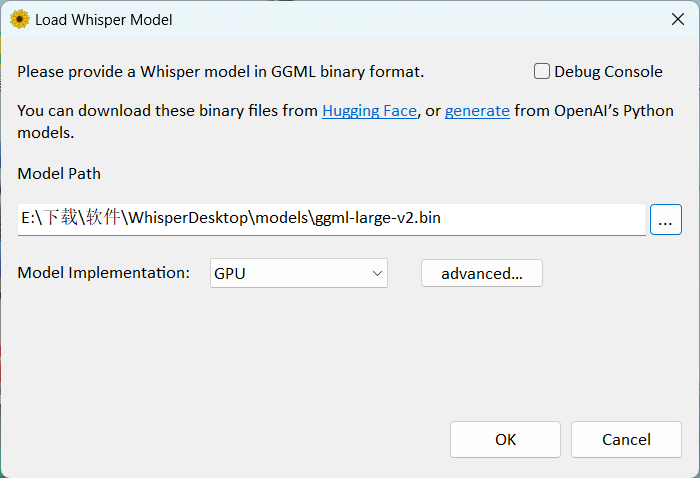 Load Whisper Model
Please provide a Whisper model in GGML binary format.
Debug Console
You can download these binary files from Hugging Face, or generate from OpenAI’s Python
models.
Model Path
E:\下载\软件\WhisperDesktop\models\ggml-large-v2.bin
...
Model Implementation:
GPU
advanced...
OK
Cancel